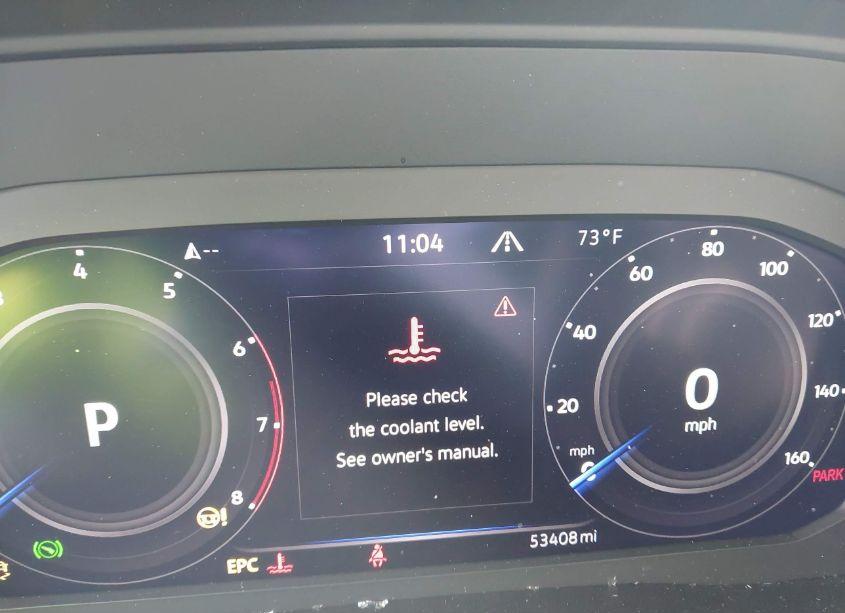 -- 11:04 73°F
4
5
6
7
8
P
Please check
the coolant level.
See owner's manual.
20
40
60
80
100
120
140
160
0
mph
mph
PARK
EPC
53408 mi